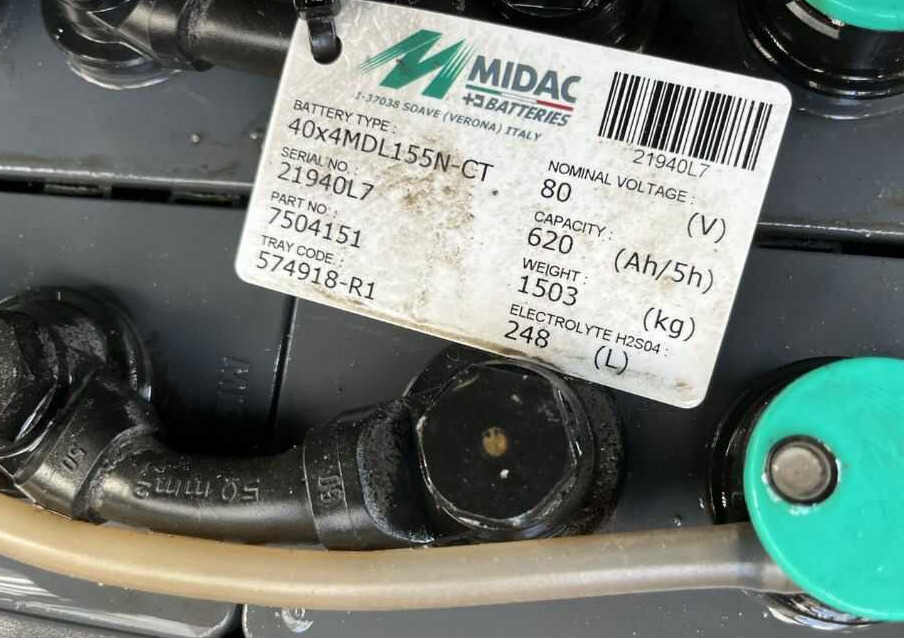 MIDAC
BATTERIES
I-37038 SOAVE (VERONA) ITALY
21940L7
BATTERY TYPE :
40x4MDL155N-CT
SERIAL NO :
21940L7
PART NO :
7504151
TRAY CODE :
574918-R1
NOMINAL VOLTAGE :
80 (V)
CAPACITY :
620 (Ah/5h)
WEIGHT :
1503 (kg)
ELECTROLYTE H2SO4 :
248 (L)
50 mm2